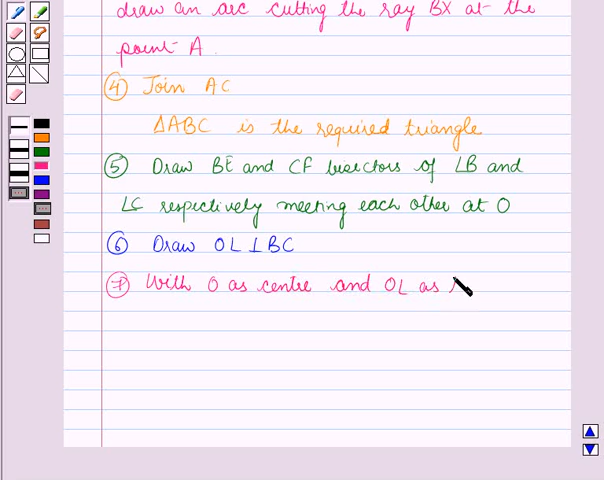 draw an arc cutting the ray BX at the
point A.
④ Join AC
△ABC is the required triangle
⑤ Draw BE and CF bisectors of ∠B and
∠C respectively meeting each other at O
⑥ Draw OL ⊥ BC
⑦ With O as centre and OL as